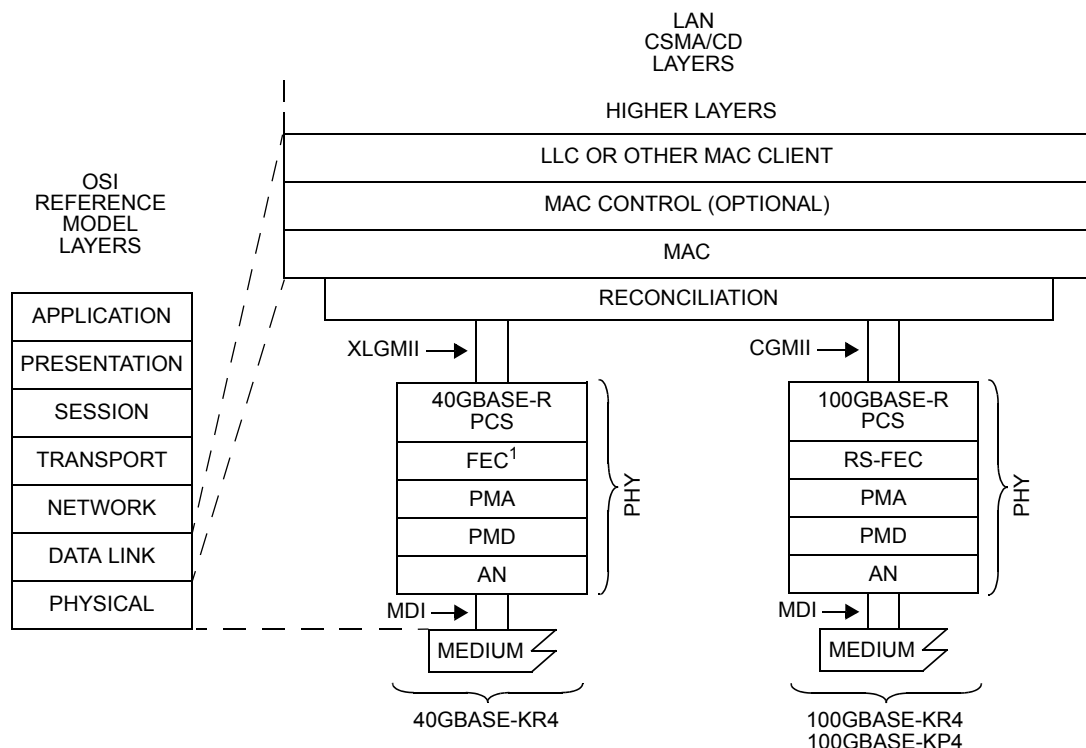 LAN
CSMA/CD
LAYERS
HIGHER LAYERS
LLC OR OTHER MAC CLIENT
MAC CONTROL (OPTIONAL)
MAC
RECONCILIATION
OSI
REFERENCE
MODEL
LAYERS
APPLICATION
PRESENTATION
SESSION
TRANSPORT
NETWORK
DATA LINK
PHYSICAL
XLGMII
40GBASE-R
PCS
FEC¹
PMA
PMD
AN
PHY
MDI
MEDIUM
40GBASE-KR4
CGMII
100GBASE-R
PCS
RS-FEC
PMA
PMD
AN
PHY
MDI
MEDIUM
100GBASE-KR4
100GBASE-KP4